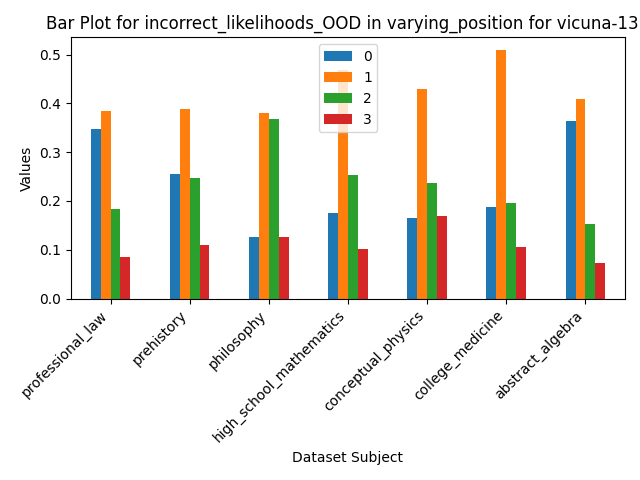 Bar Plot for incorrect_likelihoods_OOD in varying_position for vicuna-13
0
1
2
3
Values
0.5
0.4
0.3
0.2
0.1
0.0
professional_law
prehistory
philosophy
high_school_mathematics
conceptual_physics
college_medicine
abstract_algebra
Dataset Subject